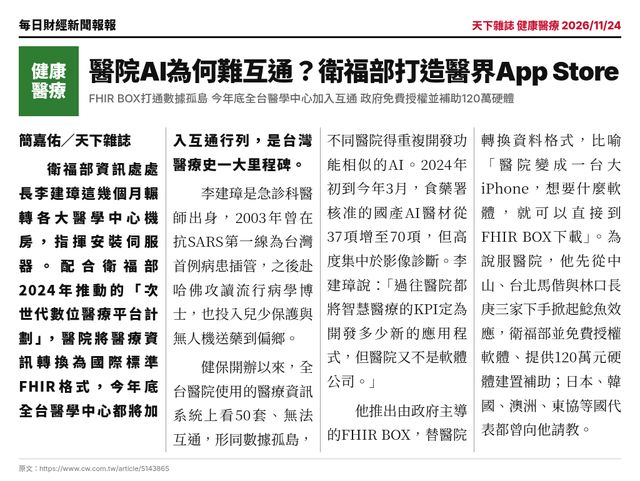 每日財經新聞報報
天下雜誌 健康醫療 2026/11/24
健康
醫療
醫院AI為何難互通？衛福部打造醫界App Store
FHIR BOX打通數據孤島 今年底全台醫學中心加入互通 政府免費授權並補助120萬硬體
簡嘉佑／天下雜誌
衛福部資訊處處
長李建璋這幾個月輾
轉各大醫學中心機
房，指揮安裝伺服
器。配合衛福部
2024年推動的「次
世代數位醫療平台計
劃」，醫院將醫療資
訊轉換為國際標準
FHIR格式，今年底
全台醫學中心都將加
入互通行列，是台灣
醫療史一大里程碑。
李建璋是急診科醫
師出身，2003年曾在
抗SARS第一線為台灣
首例病患插管，之後赴
哈佛攻讀流行病學博
士，也投入兒少保護與
無人機送藥到偏鄉。
健保開辦以來，全
台醫院使用的醫療資訊
系統上看50套、無法
互通，形同數據孤島，
不同醫院得重複開發功
能相似的AI。2024年
初到今年3月，食藥署
核准的國產AI醫材從
37項增至70項，但高
度集中於影像診斷。李
建璋說：「過往醫院都
將智慧醫療的KPI定為
開發多少新的應用程
式，但醫院又不是軟體
公司。」
他推出由政府主導
的FHIR BOX，替醫院
轉換資料格式，比喻
「醫院變成一台大
iPhone，想要什麼軟
體，就可以直接到
FHIR BOX下載」。為
說服醫院，他先從中
山、台北馬偕與林口長
庚三家下手掀起鯰魚效
應，衛福部並免費授權
軟體、提供120萬元硬
體建置補助；日本、韓
國、澳洲、東協等國代
表都曾向他請教。
原文：https://www.cw.com.tw/article/5143865